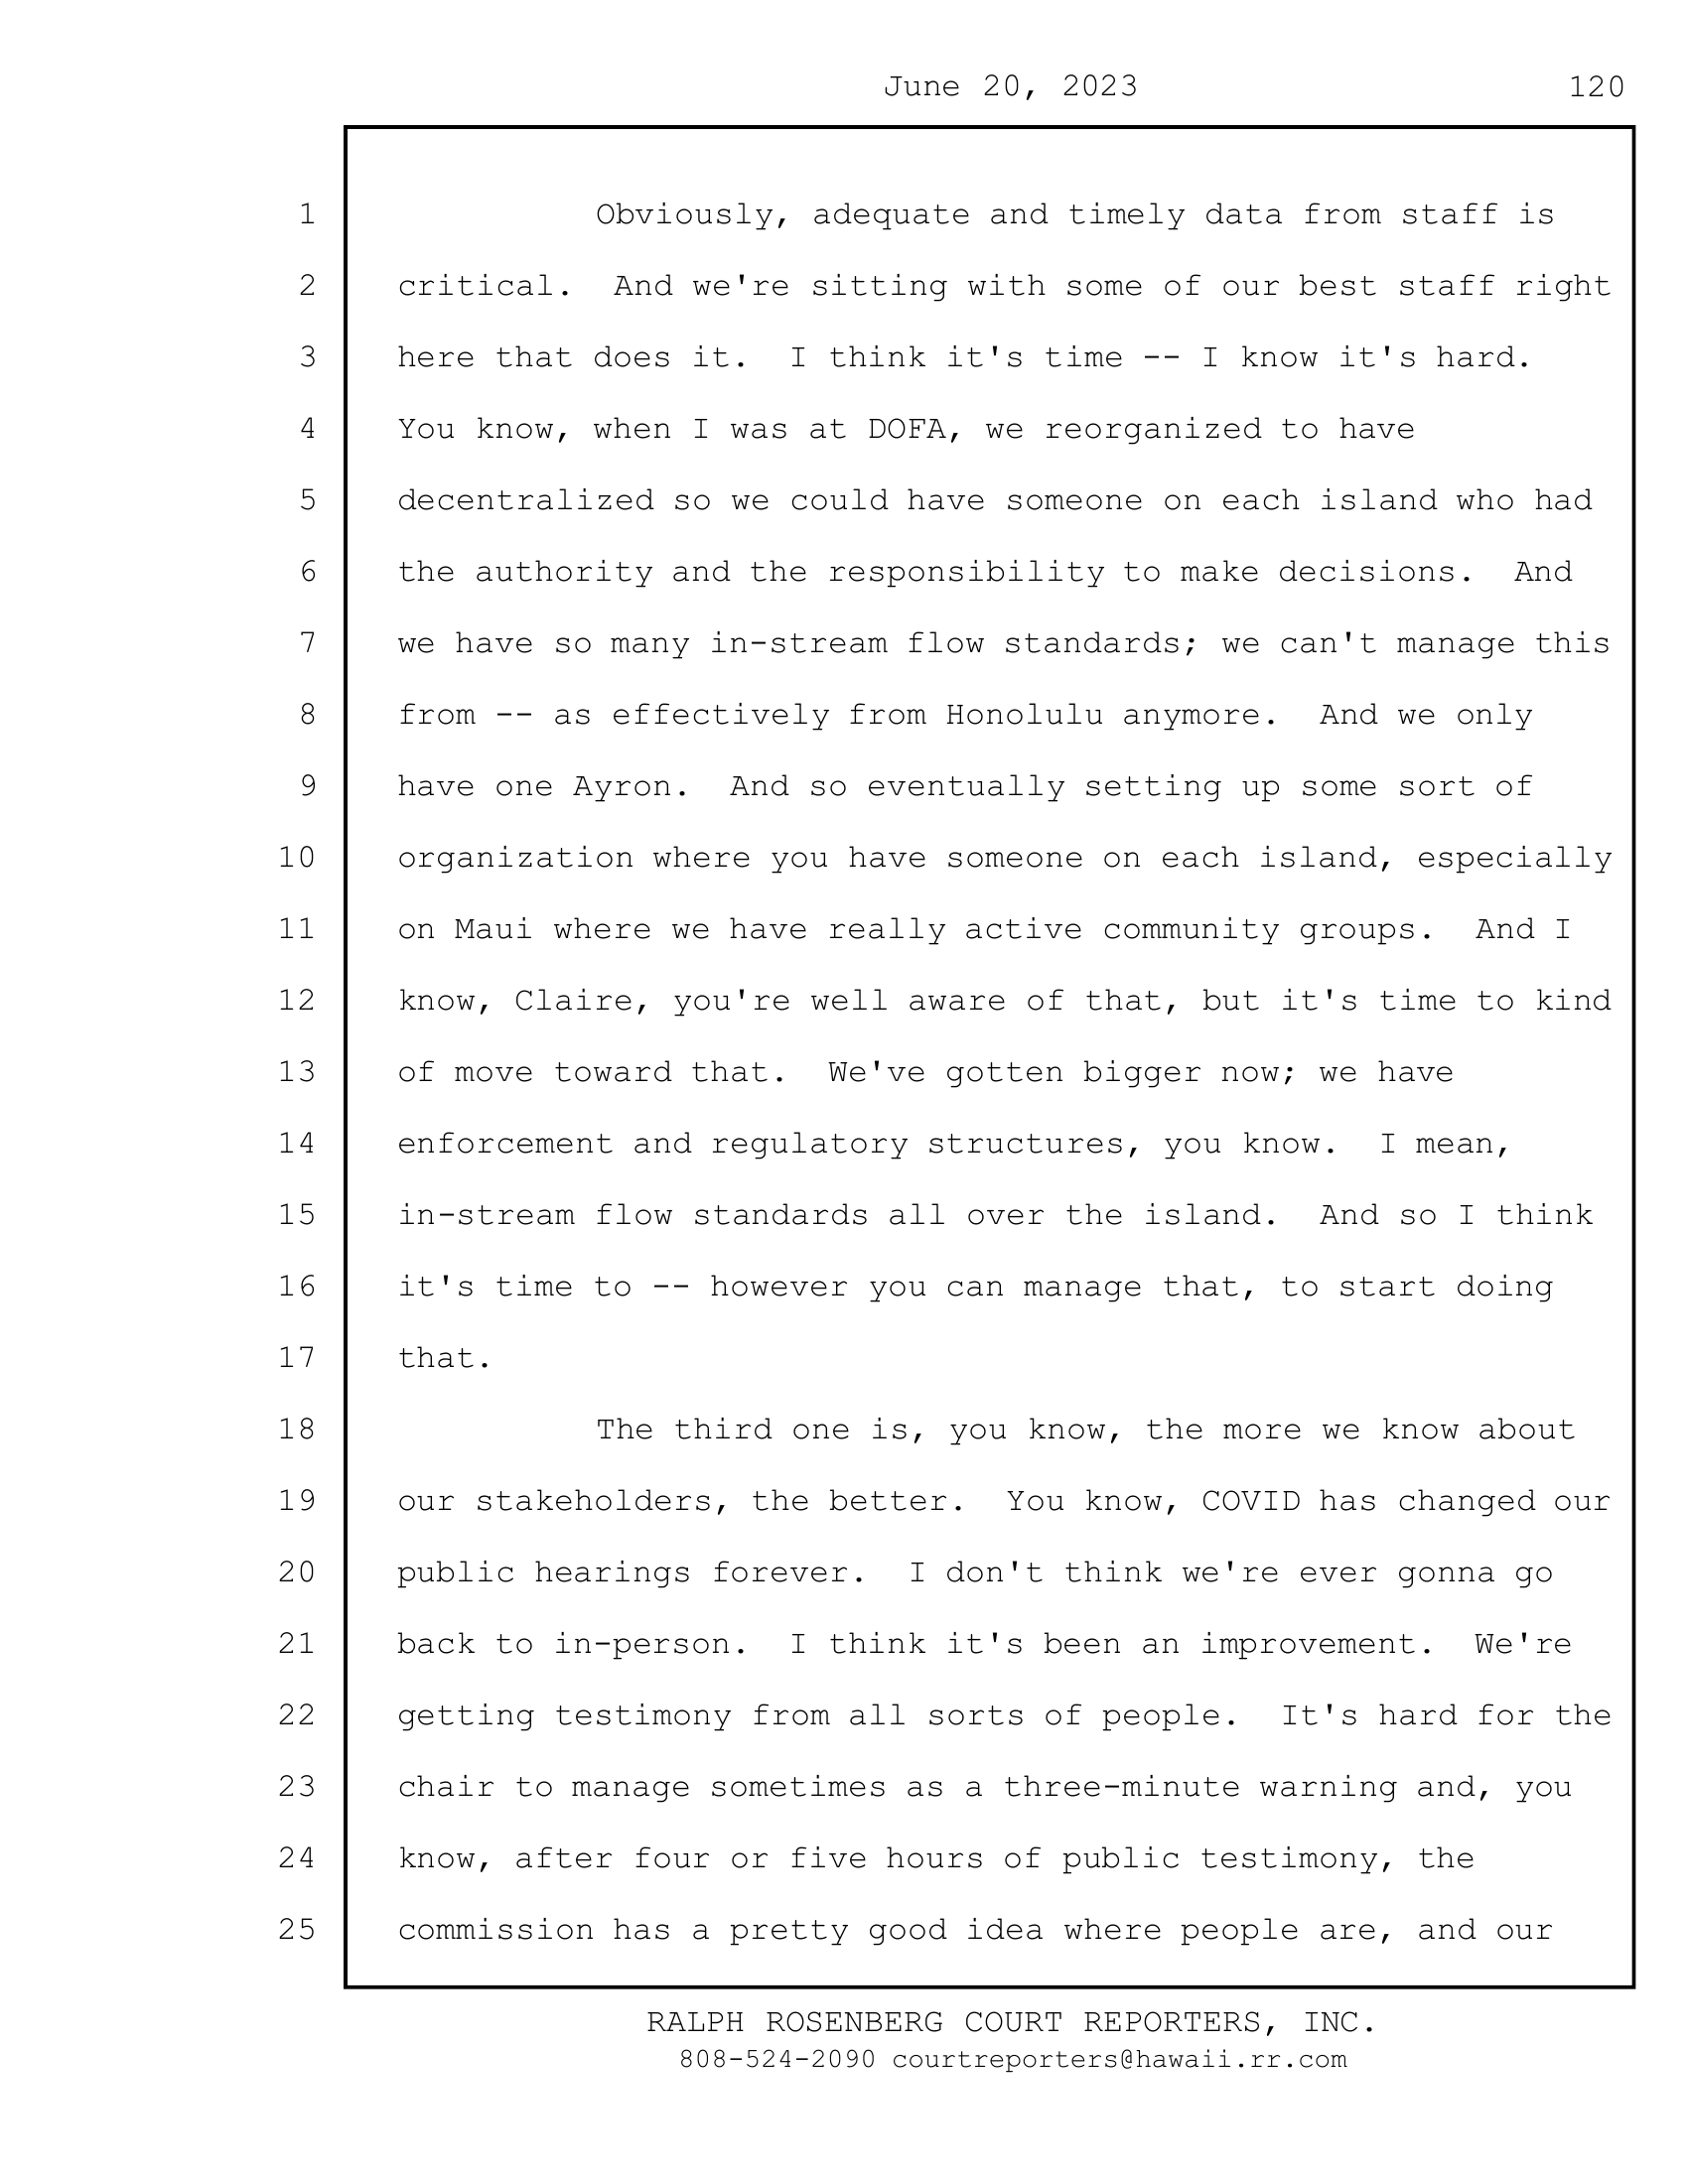 June 20, 2023 120
1 Obviously, adequate and timely data from staff is
2 critical.  And we're sitting with some of our best staff right
3 here that does it.  I think it's time -- I know it's hard.
4 You know, when I was at DOFA, we reorganized to have
5 decentralized so we could have someone on each island who had
6 the authority and the responsibility to make decisions.  And
7 we have so many in-stream flow standards; we can't manage this
8 from -- as effectively from Honolulu anymore.  And we only
9 have one Ayron.  And so eventually setting up some sort of
10 organization where you have someone on each island, especially
11 on Maui where we have really active community groups.  And I
12 know, Claire, you're well aware of that, but it's time to kind
13 of move toward that.  We've gotten bigger now; we have
14 enforcement and regulatory structures, you know.  I mean,
15 in-stream flow standards all over the island.  And so I think
16 it's time to -- however you can manage that, to start doing
17 that.
18 The third one is, you know, the more we know about
19 our stakeholders, the better.  You know, COVID has changed our
20 public hearings forever.  I don't think we're ever gonna go
21 back to in-person.  I think it's been an improvement.  We're
22 getting testimony from all sorts of people.  It's hard for the
23 chair to manage sometimes as a three-minute warning and, you
24 know, after four or five hours of public testimony, the
25 commission has a pretty good idea where people are, and our
RALPH ROSENBERG COURT REPORTERS, INC.
808-524-2090 courtreporters@hawaii.rr.com